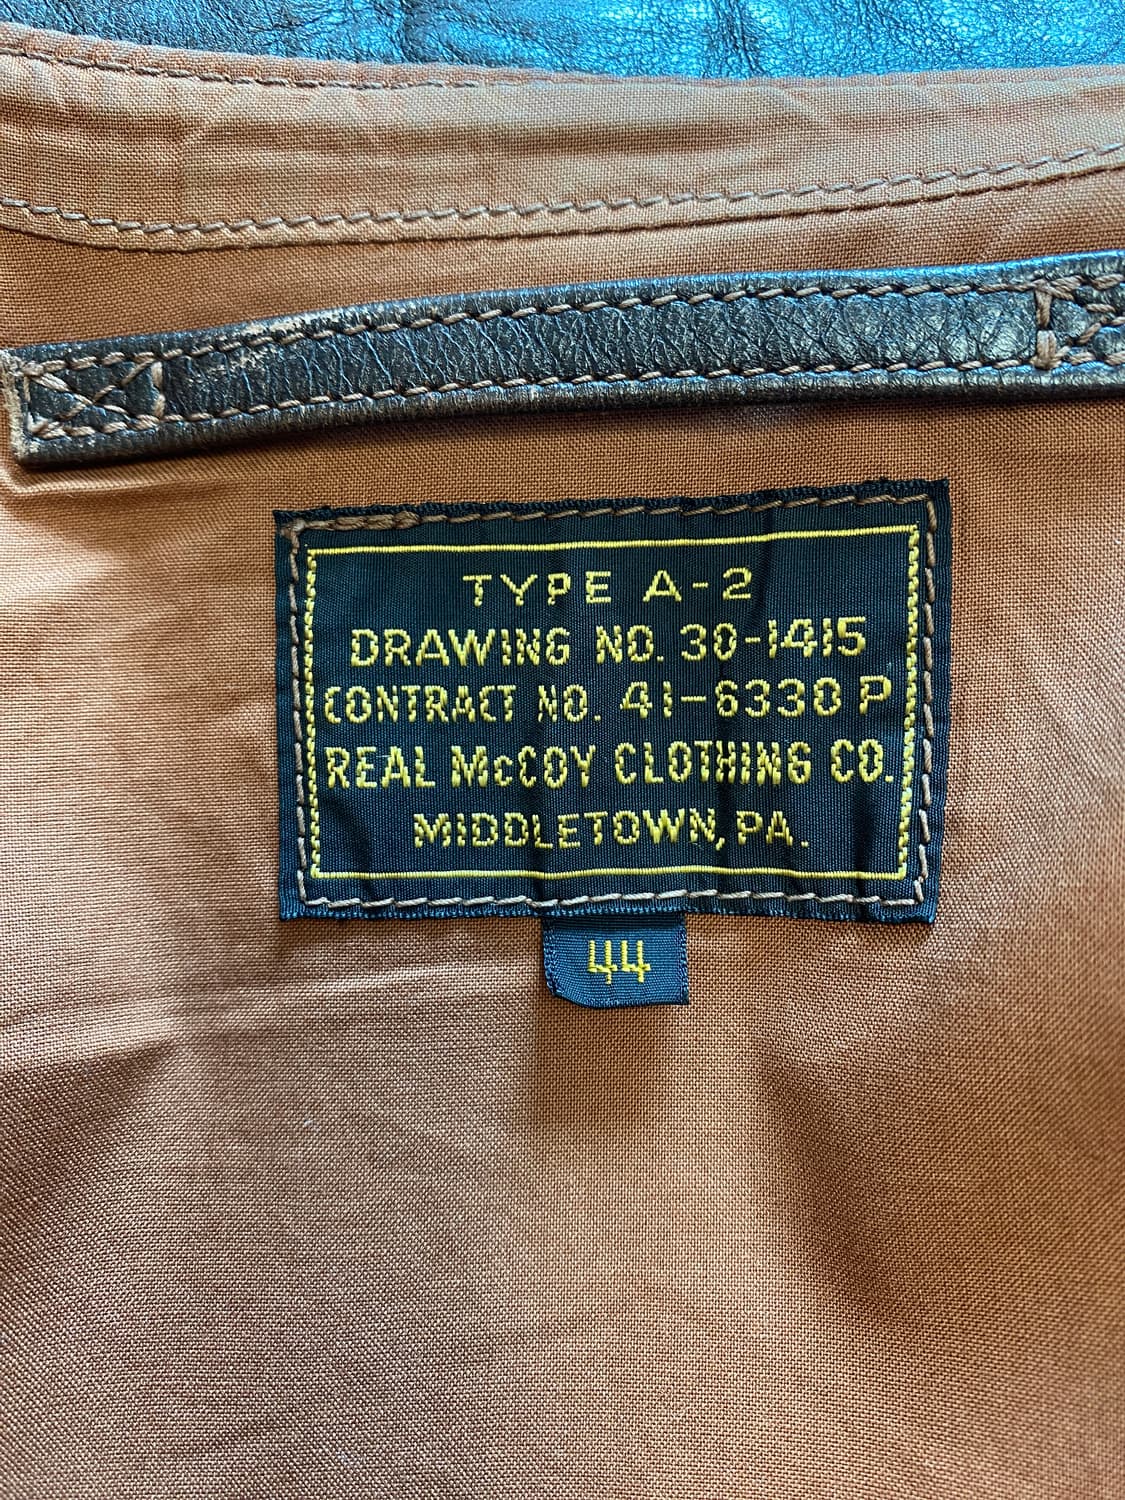 TYPE A-2
DRAWING NO. 30-1415
CONTRACT NO. 41-6330 P
REAL McCOY CLOTHING CO.
MIDDLETOWN, PA.
44